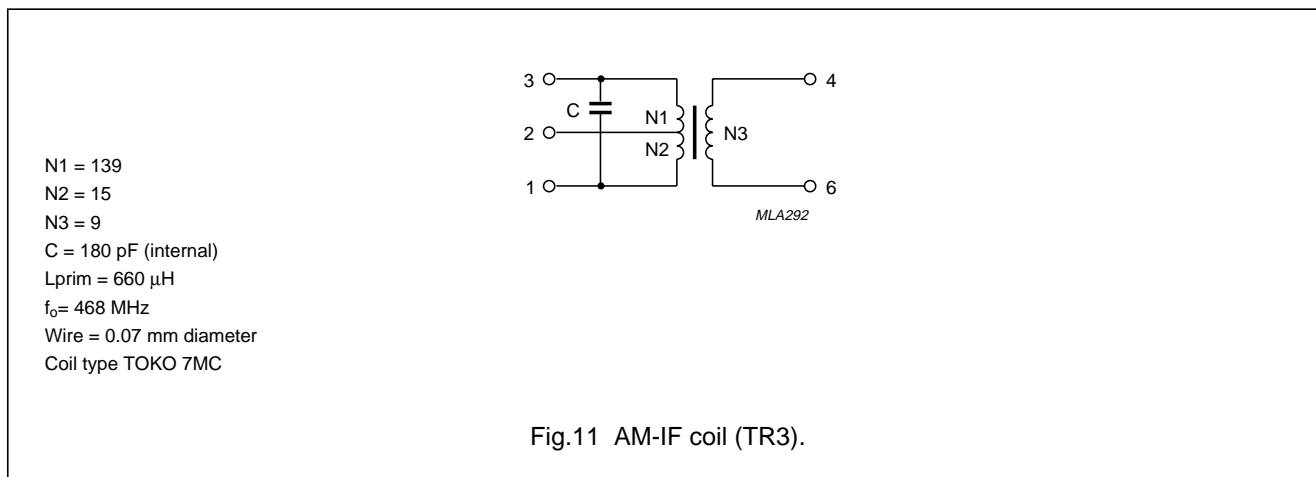 3
4
C
N1
2
N3
N2
1
6
MLA292
N1 = 139
N2 = 15
N3 = 9
C = 180 pF (internal)
Lprim = 660 μH
fo= 468 MHz
Wire = 0.07 mm diameter
Coil type TOKO 7MC
Fig.11 AM-IF coil (TR3).